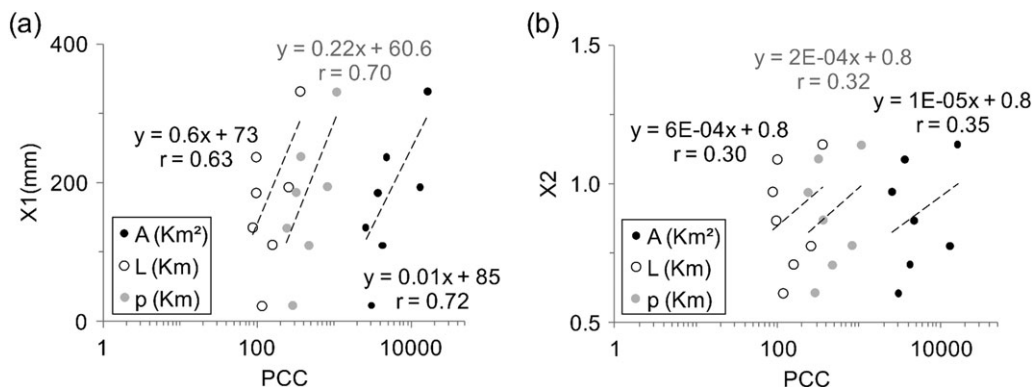 (a)
400
y = 0.22x + 60.6
r = 0.70
y = 0.6x + 73
r = 0.63
X1(mm)
200
A (Km²)
L (Km)
p (Km)
y = 0.01x + 85
r = 0.72
0
1
100
10000
PCC
(b)
1.5
y = 2E-04x + 0.8
r = 0.32
y = 1E-05x + 0.8
r = 0.35
y = 6E-04x + 0.8
r = 0.30
X2
1.0
A (Km²)
L (Km)
p (Km)
0.5
1
100
10000
PCC